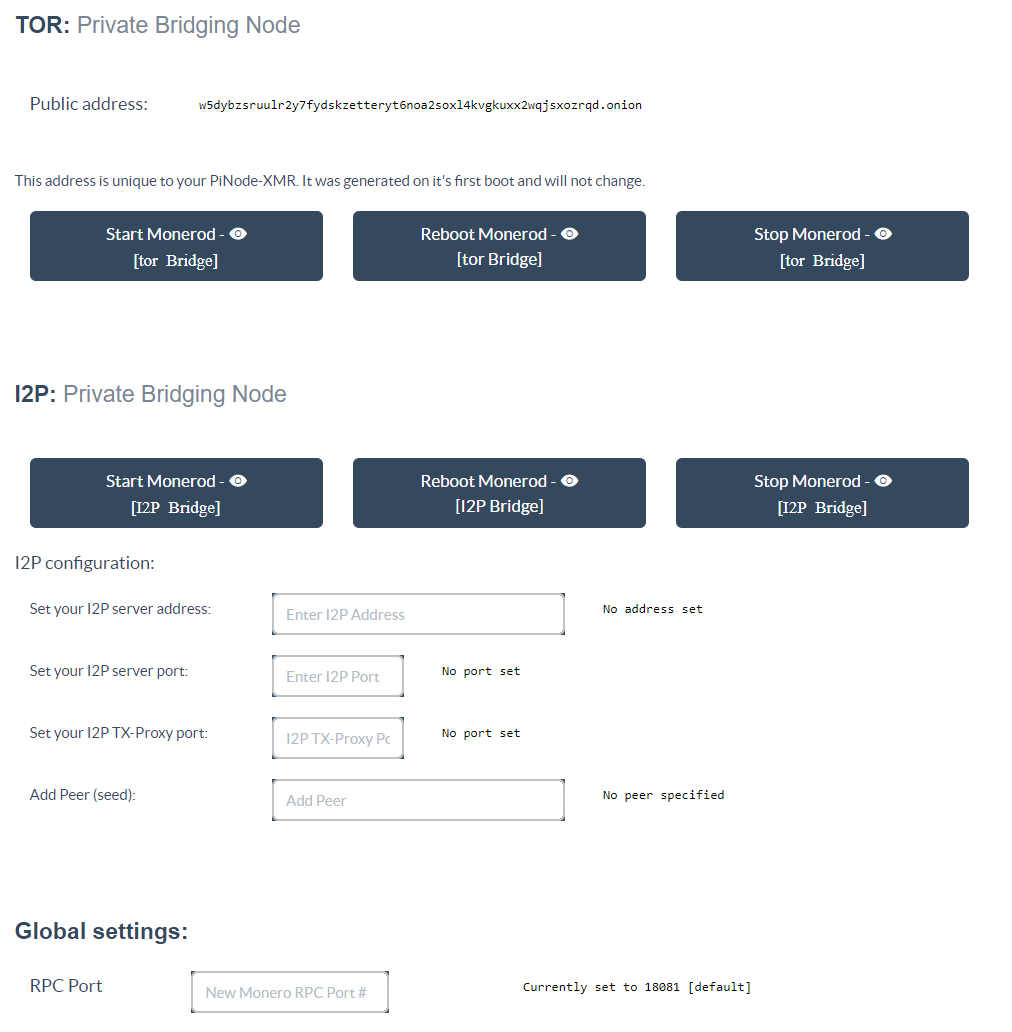 TOR: Private Bridging Node
Public address: w5dybzsruulr2y7fydskzetteryt6noa2soxl4kvgkuxx2wqjsxozrqd.onion
This address is unique to your PiNode-XMR. It was generated on it's first boot and will not change.
Start Monerod -
[tor Bridge]
Reboot Monerod -
[tor Bridge]
Stop Monerod -
[tor Bridge]
I2P: Private Bridging Node
Start Monerod -
[I2P Bridge]
Reboot Monerod -
[I2P Bridge]
Stop Monerod -
[I2P Bridge]
I2P configuration:
Set your I2P server address: Enter I2P Address No address set
Set your I2P server port: Enter I2P Port No port set
Set your I2P TX-Proxy port: I2P TX-Proxy Pc No port set
Add Peer (seed): Add Peer No peer specified
Global settings:
RPC Port New Monero RPC Port # Currently set to 18081 [default]